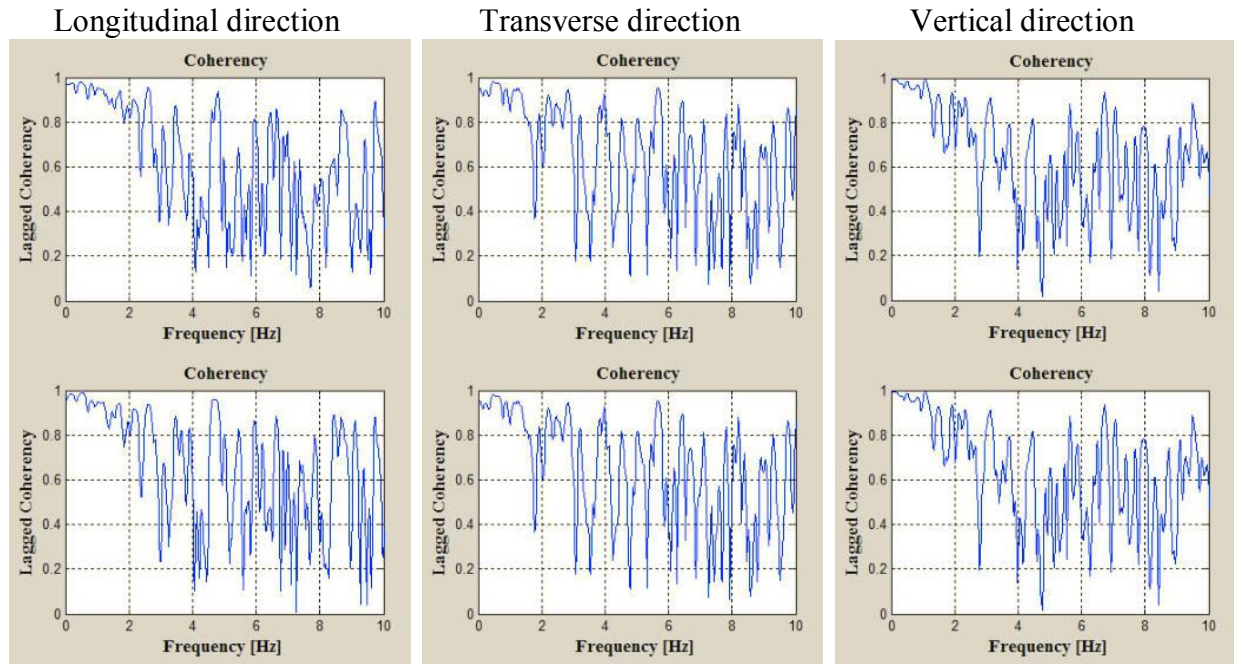 Longitudinal direction
Transverse direction
Vertical direction
Coherency
Lagged Coherency
1
0.8
0.6
0.4
0.2
0
0 2 4 6 8 10
Frequency [Hz]
Coherency
Lagged Coherency
1
0.8
0.6
0.4
0.2
0
0 2 4 6 8 10
Frequency [Hz]
Coherency
Lagged Coherency
1
0.8
0.6
0.4
0.2
0
0 2 4 6 8 10
Frequency [Hz]
Coherency
Lagged Coherency
1
0.8
0.6
0.4
0.2
0
0 2 4 6 8 10
Frequency [Hz]
Coherency
Lagged Coherency
1
0.8
0.6
0.4
0.2
0
0 2 4 6 8 10
Frequency [Hz]
Coherency
Lagged Coherency
1
0.8
0.6
0.4
0.2
0
0 2 4 6 8 10
Frequency [Hz]